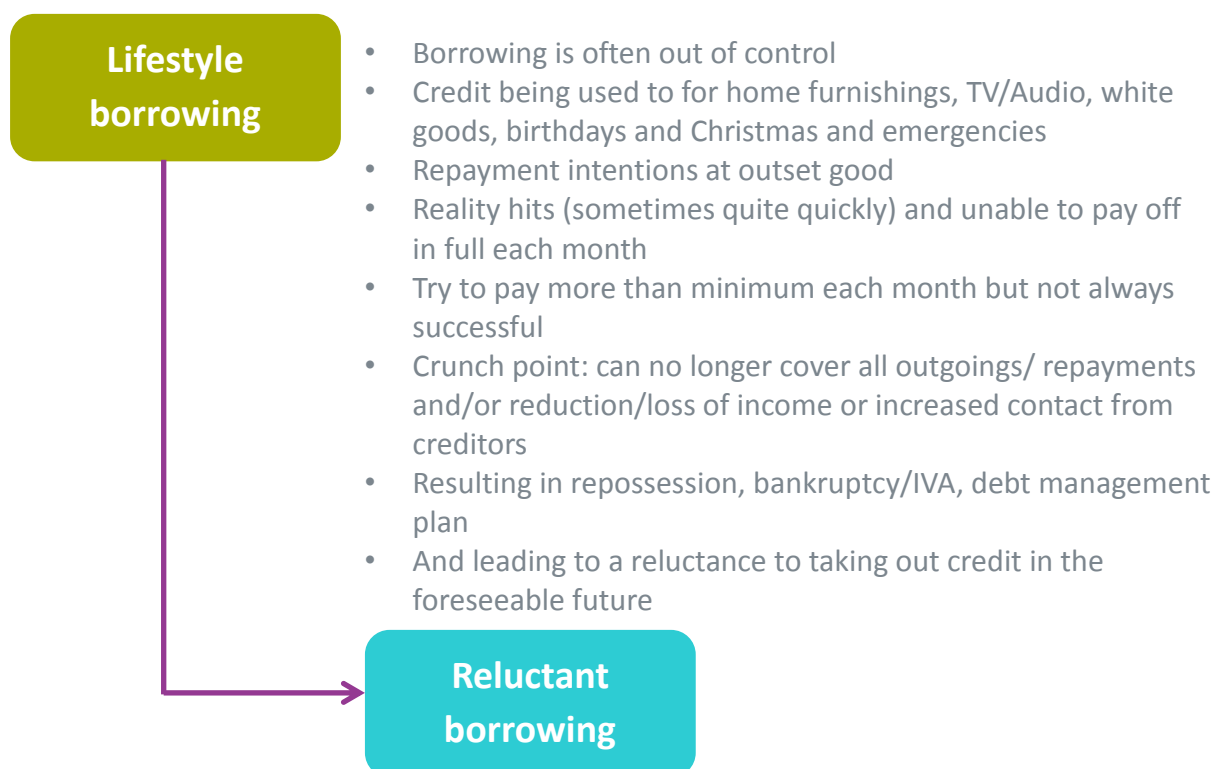 Lifestyle
borrowing
• Borrowing is often out of control
• Credit being used to for home furnishings, TV/Audio, white
goods, birthdays and Christmas and emergencies
• Repayment intentions at outset good
• Reality hits (sometimes quite quickly) and unable to pay off
in full each month
• Try to pay more than minimum each month but not always
successful
• Crunch point: can no longer cover all outgoings/ repayments
and/or reduction/loss of income or increased contact from
creditors
• Resulting in repossession, bankruptcy/IVA, debt management
plan
• And leading to a reluctance to taking out credit in the
foreseeable future
Reluctant
borrowing